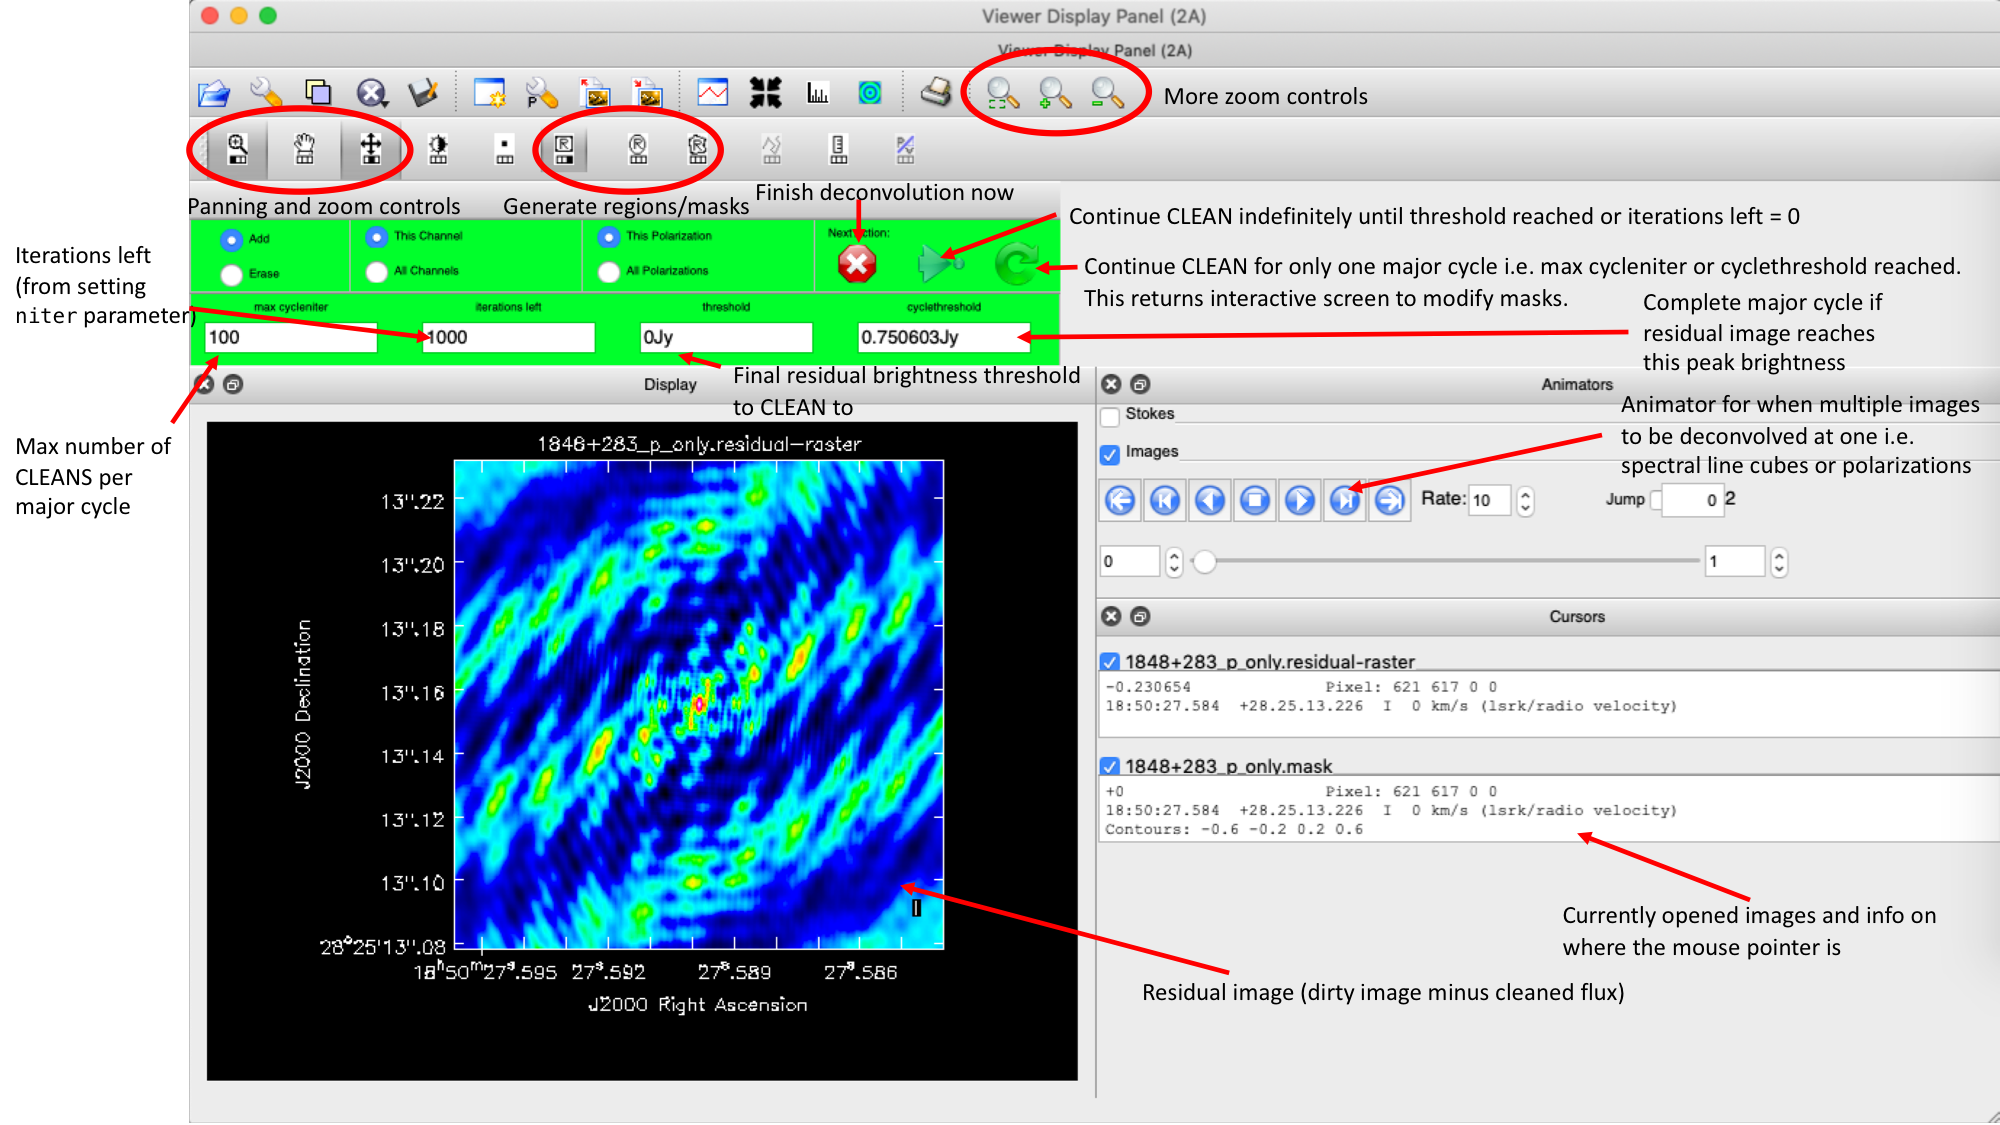 Viewer Display Panel (2A)
Viewer Display Panel (2A)
More zoom controls
Panning and zoom controls
Generate regions/masks
Finish deconvolution now
Continue CLEAN indefinitely until threshold reached or iterations left = 0
Continue CLEAN for only one major cycle i.e. max cycleniter or cyclethreshold reached.
This returns interactive screen to modify masks.
Iterations left
(from setting
niter parameter)
Add
Erase
This Channel
All Channels
This Polarization
All Polarizations
max cycleniter
iterations left
threshold
cyclethreshold
100
1000
0Jy
0.750603Jy
Complete major cycle if
residual image reaches
this peak brightness
Final residual brightness threshold
to CLEAN to
Max number of
CLEANS per
major cycle
Display
1848+283_p_only.residual-raster
13".22
13".20
13".18
13".16
13".14
13".12
13".10
28°25'13".08
J2000 Declination
18h50m27s.595
27s.592
27s.589
27s.586
J2000 Right Ascension
I
Animators
Animator for when multiple images
to be deconvolved at one i.e.
spectral line cubes or polarizations
Stokes
Images
Rate: 10
Jump
0 2
0
1
Cursors
1848+283_p_only.residual-raster
-0.230654 Pixel: 621 617 0 0
18:50:27.584 +28.25.13.226 I 0 km/s (lsrk/radio velocity)
1848+283_p_only.mask
+0 Pixel: 621 617 0 0
18:50:27.584 +28.25.13.226 I 0 km/s (lsrk/radio velocity)
Contours: -0.6 -0.2 0.2 0.6
Currently opened images and info on
where the mouse pointer is
Residual image (dirty image minus cleaned flux)